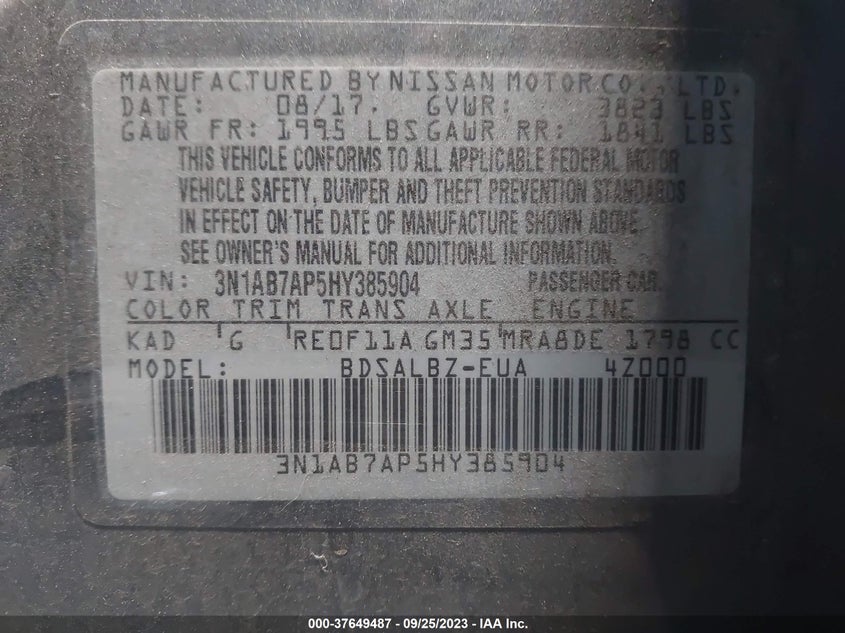 MANUFACTURED BY NISSAN MOTOR CO., LTD.
DATE: 08/17. GVWR: 3823 LBS
GAWR FR: 1995 LBS GAWR RR: 1841 LBS
THIS VEHICLE CONFORMS TO ALL APPLICABLE FEDERAL MOTOR
VEHICLE SAFETY, BUMPER AND THEFT PREVENTION STANDARDS
IN EFFECT ON THE DATE OF MANUFACTURE SHOWN ABOVE.
SEE OWNER'S MANUAL FOR ADDITIONAL INFORMATION.
VIN: 3N1AB7AP5HY385904 PASSENGER CAR.
COLOR TRIM TRANS AXLE ENGINE
KAD G RE0F11A GM35 MRA8DE 1798 CC
MODEL: BDSALBZ-EUA 4Z000
3N1AB7AP5HY385904
000-37649487 - 09/25/2023 - IAA Inc.